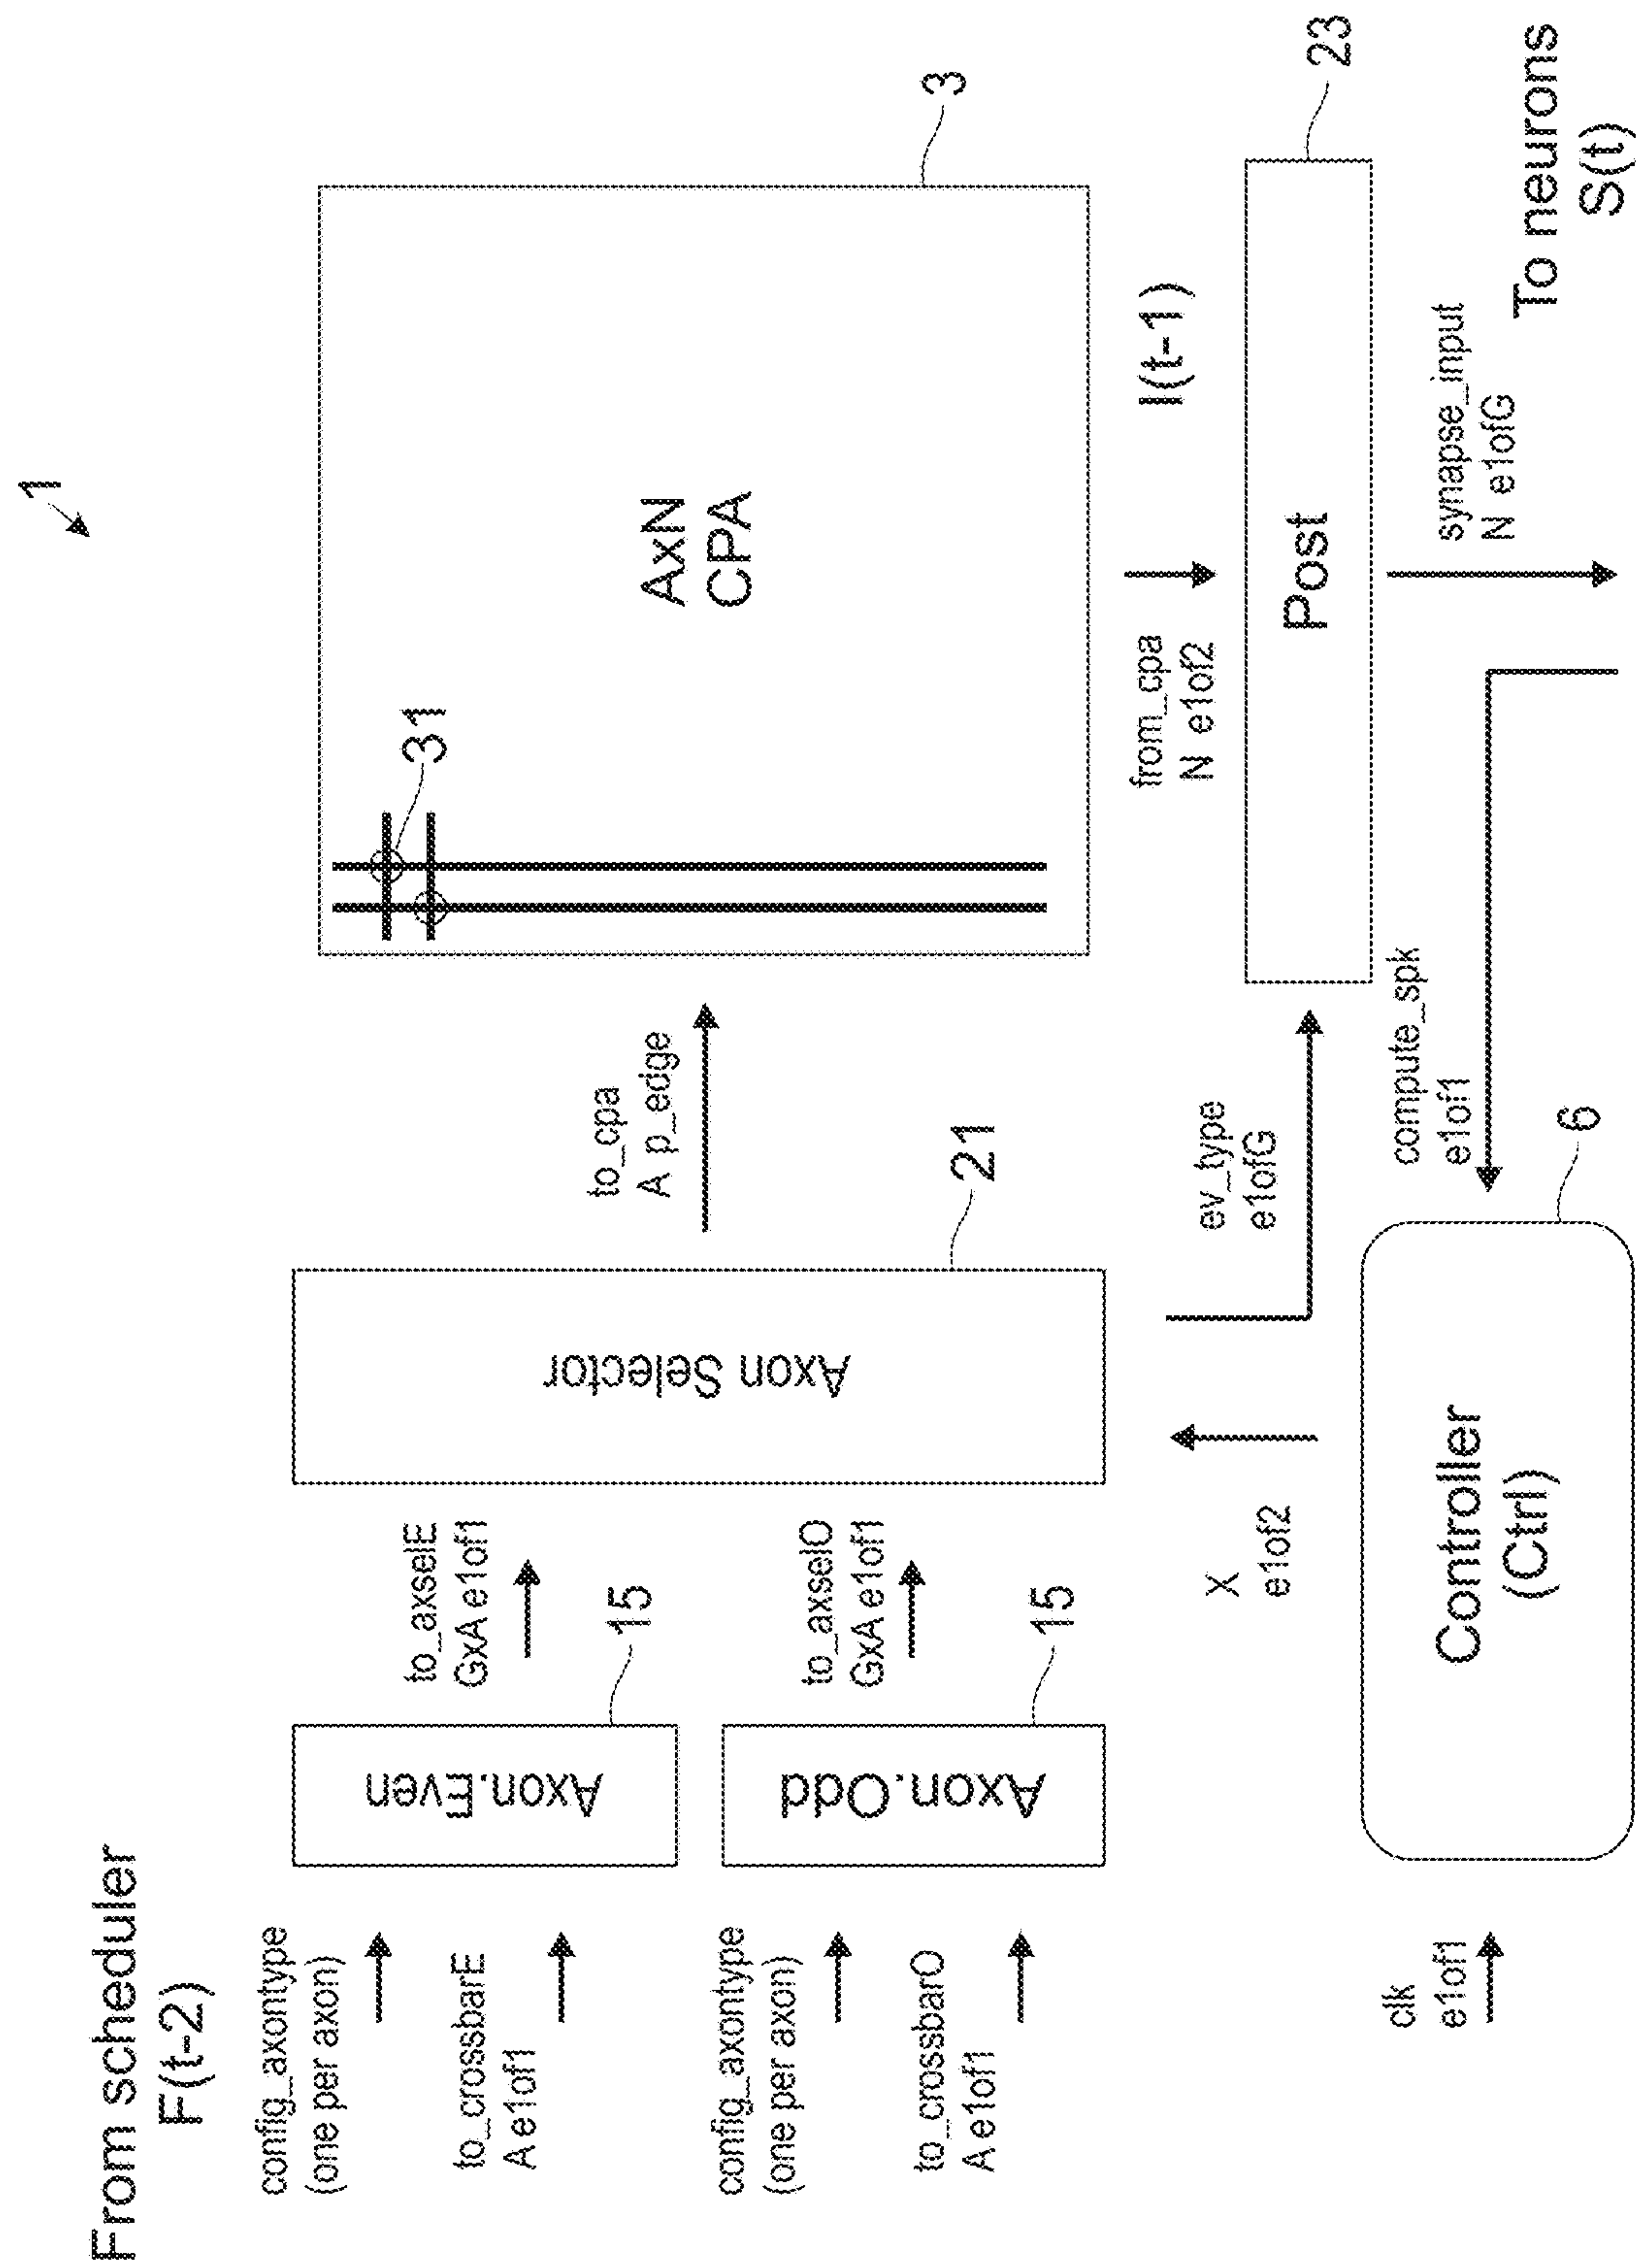 1
From scheduler
F(t-2)
config_axontype
(one per axon)
to_crossbarE
A e1of1
config_axontype
(one per axon)
to_crossbarO
A e1of1
clk
e1of1
Axon.Even
15
Axon.Odd
15
to_axselE
GxA e1of1
to_axselO
GxA e1of1
Axon Selector
21
X
e1of2
Controller
(Ctrl)
6
to_cpa
A p_edge
ev_type
e1ofG
compute_spk
e1of1
31
AxN
CPA
3
from_cpa
N e1of2
I(t-1)
Post
23
synapse_input
N e1ofG
To neurons
S(t)